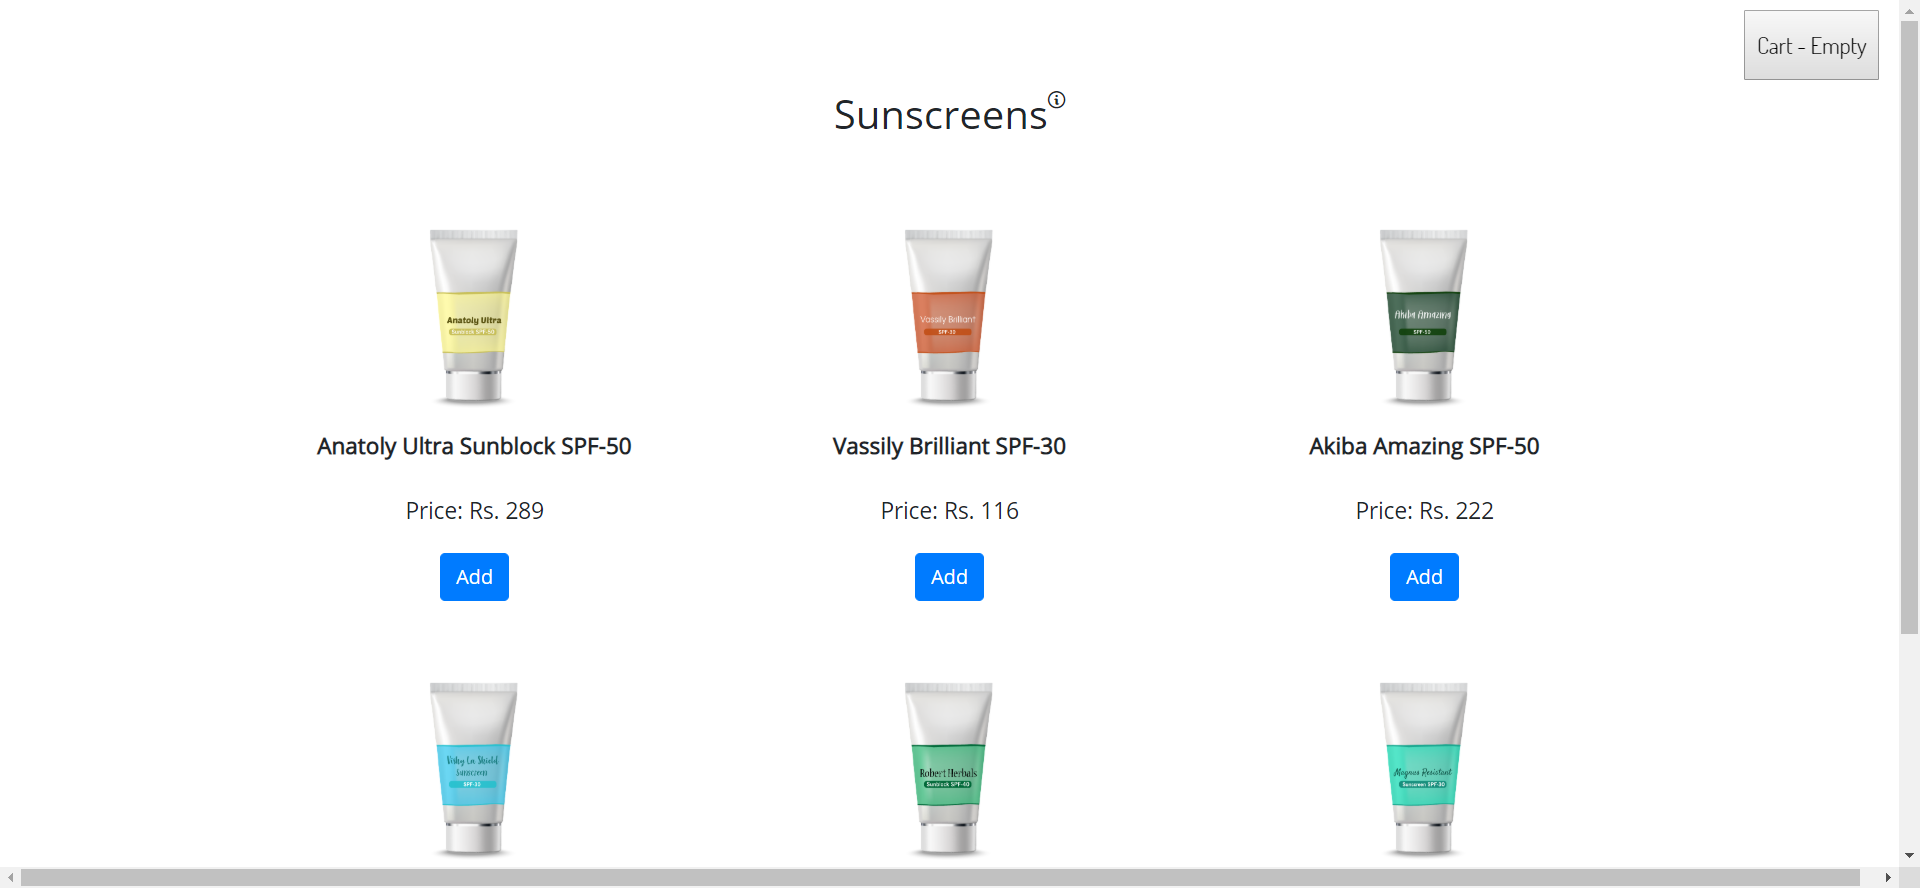 Cart - Empty
Sunscreens
Anatoly Ultra
Sunblock SPF-50
Vassily Brilliant
SPF-30
Akiba Amazing
SPF-50
Anatoly Ultra Sunblock SPF-50
Vassily Brilliant SPF-30
Akiba Amazing SPF-50
Price: Rs. 289
Price: Rs. 116
Price: Rs. 222
Add
Add
Add
Vishy Ca Shield
Sunscreen
SPF-30
Robert Herbals
Sunblock SPF-40
Magnus Resistant
Sunscreen SPF-30